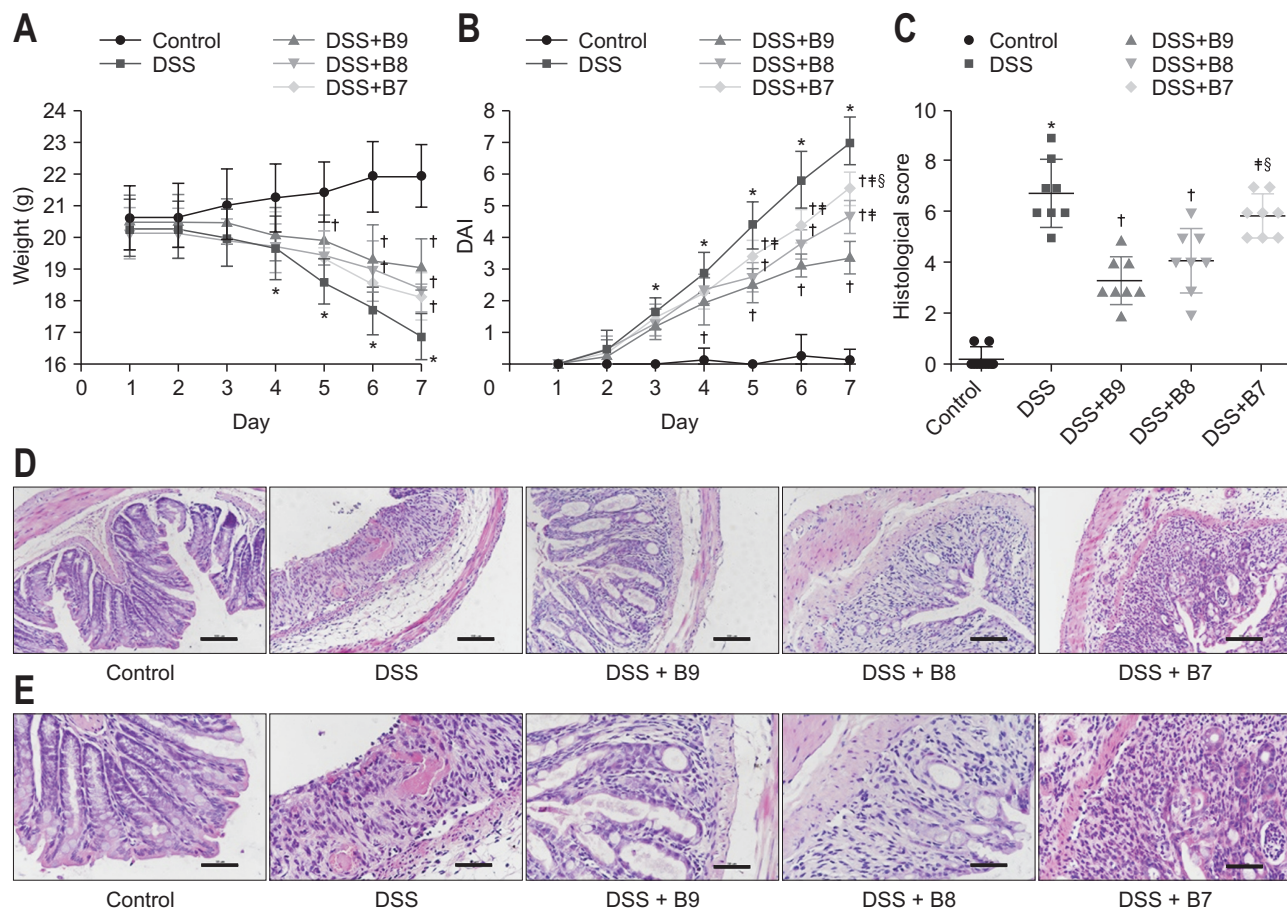 A
Control
DSS
DSS+B9
DSS+B8
DSS+B7
24
23
22
21
20
19
18
17
16
Weight (g)
0 1 2 3 4 5 6 7
Day
* * * *
† † † † † †
B
Control
DSS
DSS+B9
DSS+B8
DSS+B7
8
7
6
5
4
3
2
1
0
DAI
1 2 3 4 5 6 7
Day
* * * * *
†‡§
†‡
†‡
†‡
†
†
†
†
†
†
C
Control
DSS
DSS+B9
DSS+B8
DSS+B7
10
8
6
4
2
0
Histological score
*
†
†
‡§
Control
DSS
DSS+B9
DSS+B8
DSS+B7
D
Control
DSS
DSS + B9
DSS + B8
DSS + B7
E
Control
DSS
DSS + B9
DSS + B8
DSS + B7